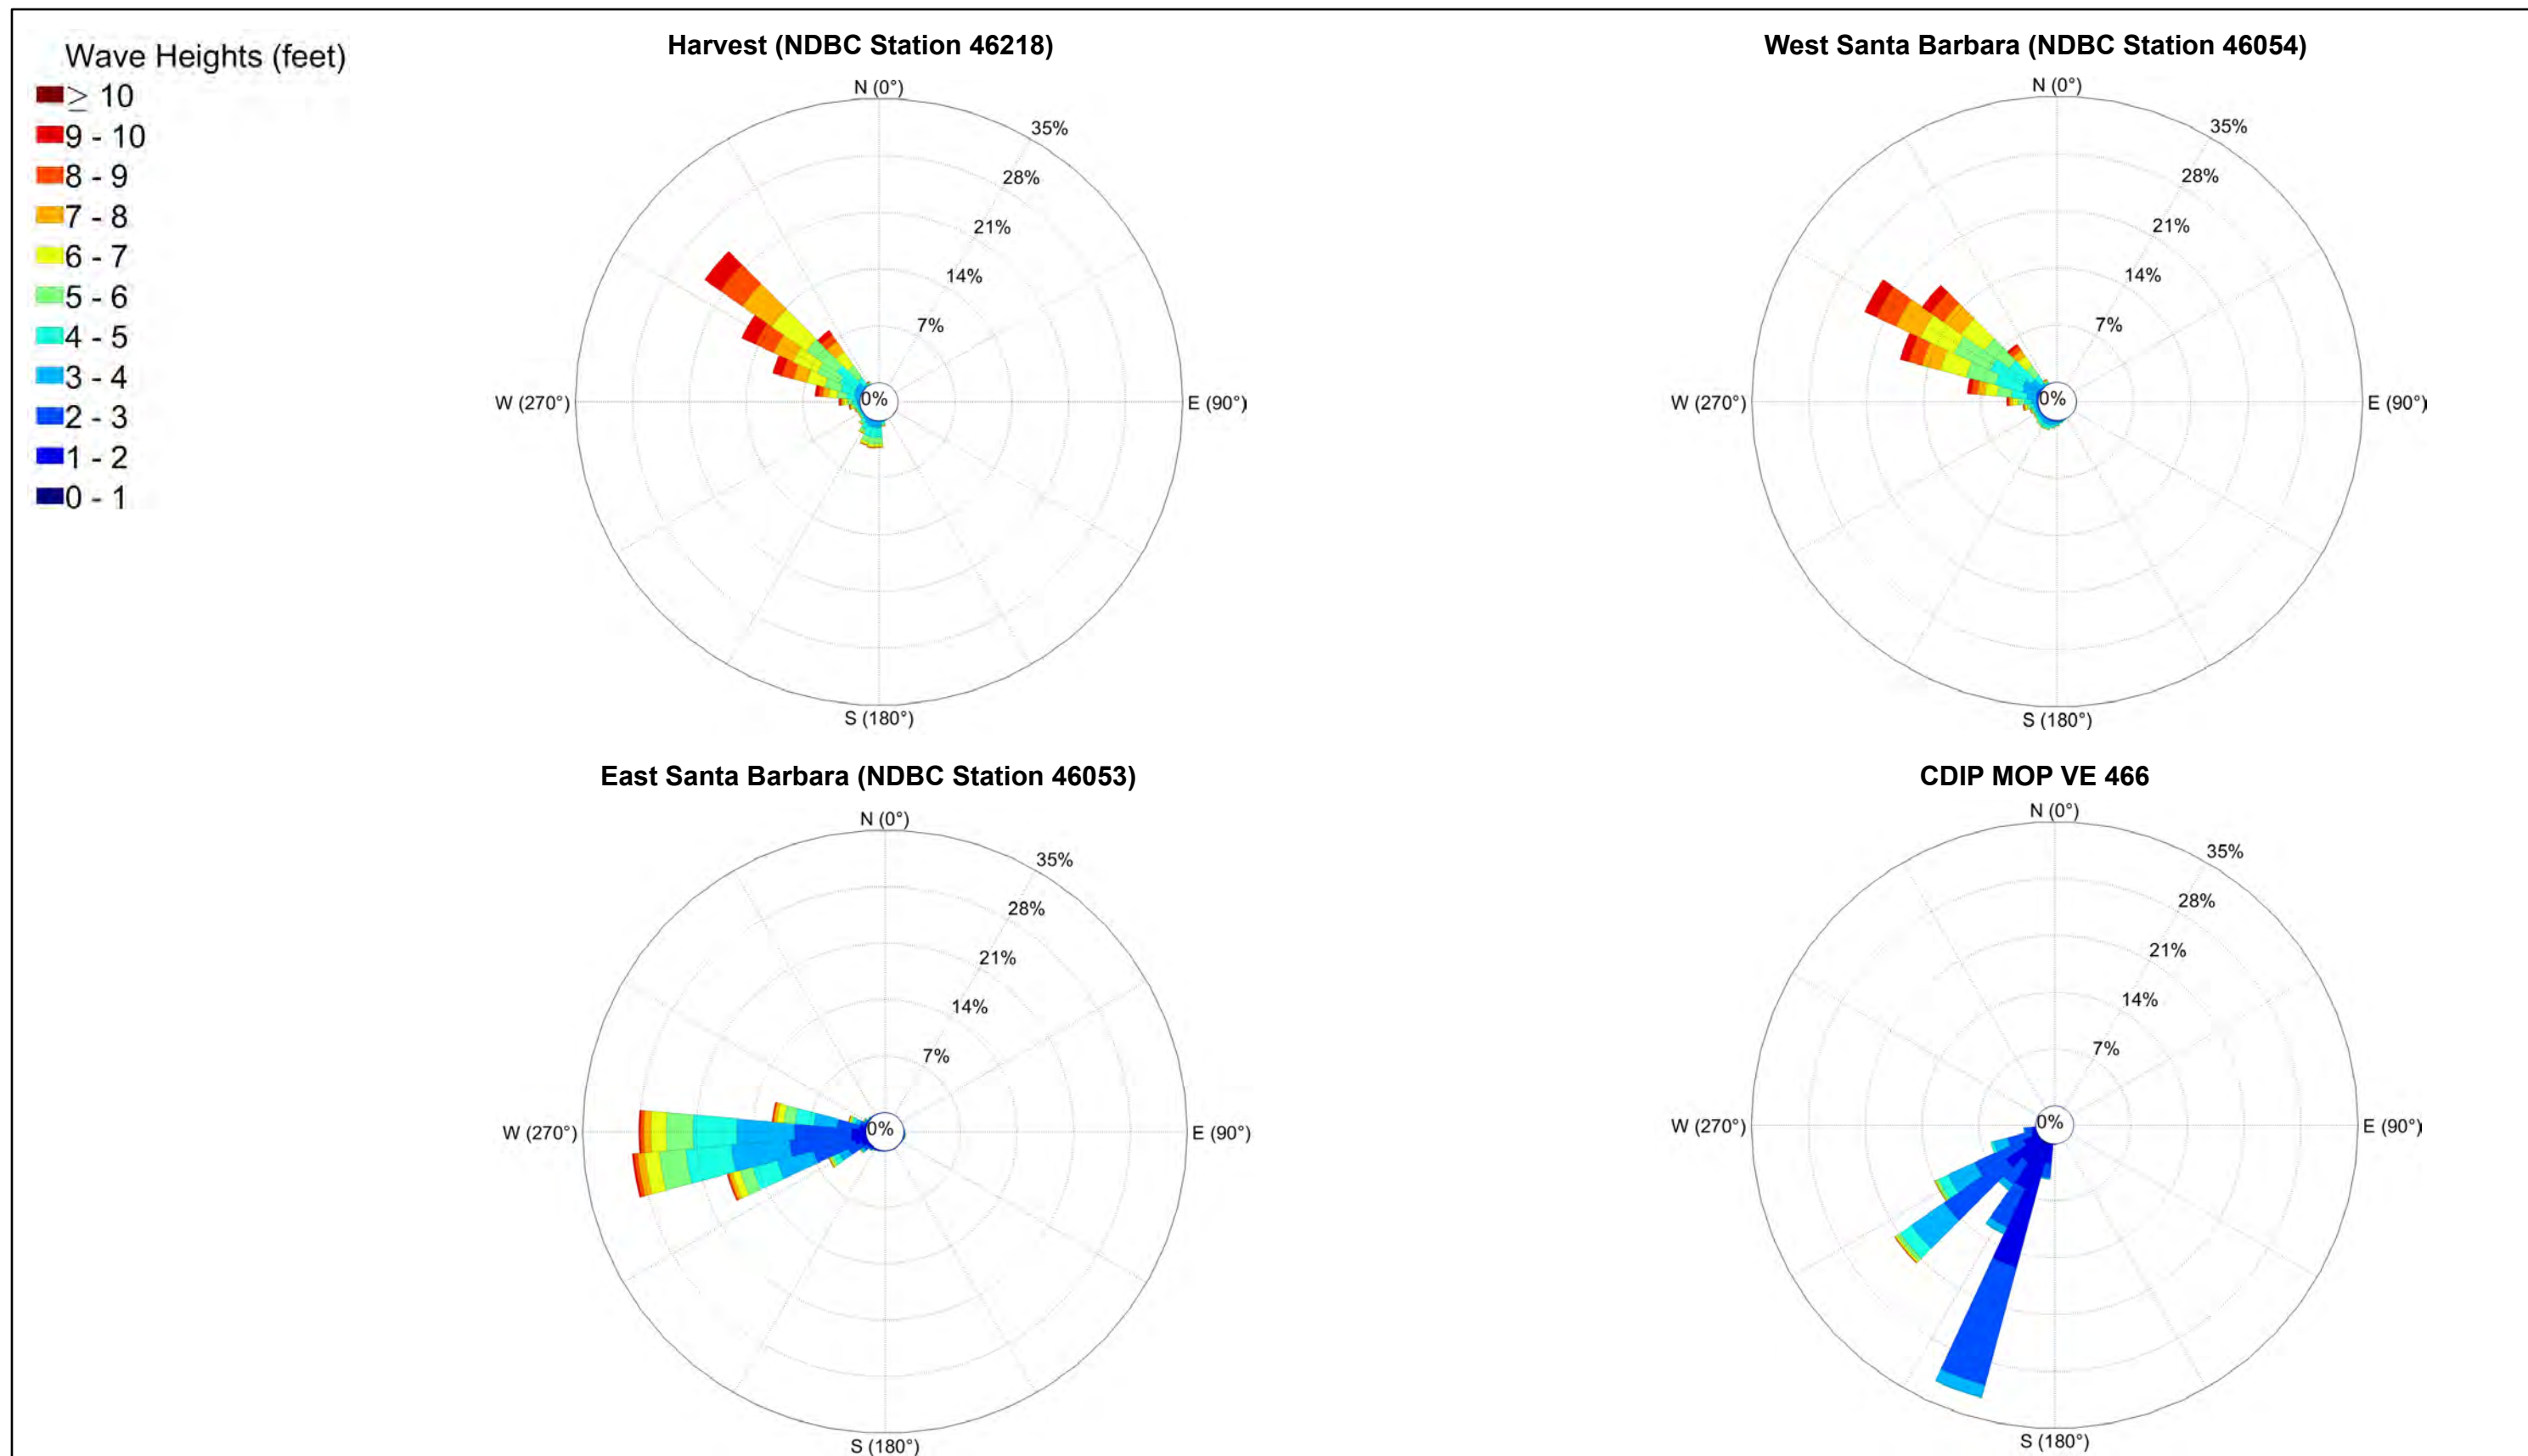 Wave Heights (feet)
≥ 10
9 - 10
8 - 9
7 - 8
6 - 7
5 - 6
4 - 5
3 - 4
2 - 3
1 - 2
0 - 1
Harvest (NDBC Station 46218)
N (0°)
35%
28%
21%
14%
7%
0%
W (270°)
E (90°)
S (180°)
West Santa Barbara (NDBC Station 46054)
N (0°)
35%
28%
21%
14%
7%
0%
W (270°)
E (90°)
S (180°)
East Santa Barbara (NDBC Station 46053)
N (0°)
35%
28%
21%
14%
7%
0%
W (270°)
E (90°)
S (180°)
CDIP MOP VE 466
N (0°)
35%
28%
21%
14%
7%
0%
W (270°)
E (90°)
S (180°)